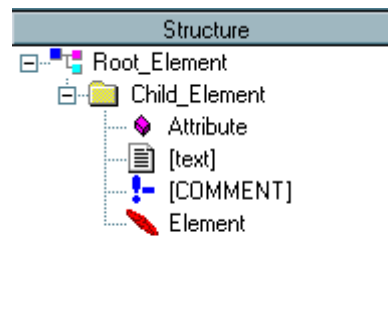 Structure
Root_Element
Child_Element
Attribute
[text]
[COMMENT]
Element